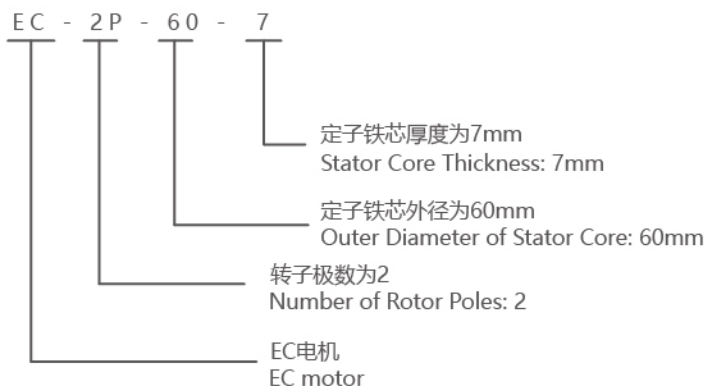 EC - 2P - 60 - 7
定子铁芯厚度为7mm
Stator Core Thickness: 7mm
定子铁芯外径为60mm
Outer Diameter of Stator Core: 60mm
转子极数为2
Number of Rotor Poles: 2
EC电机
EC motor